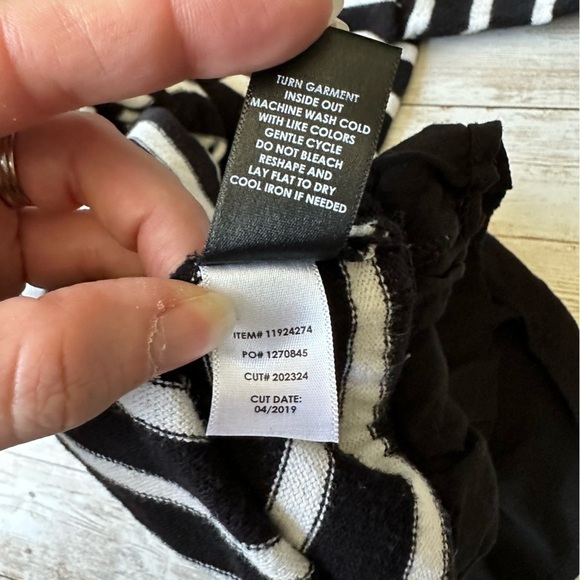 TURN GARMENT
INSIDE OUT
MACHINE WASH COLD
WITH LIKE COLORS
GENTLE CYCLE
DO NOT BLEACH
RESHAPE AND
LAY FLAT TO DRY
COOL IRON IF NEEDED
ITEM# 11924274
PO# 1270845
CUT# 202324
CUT DATE:
04/2019